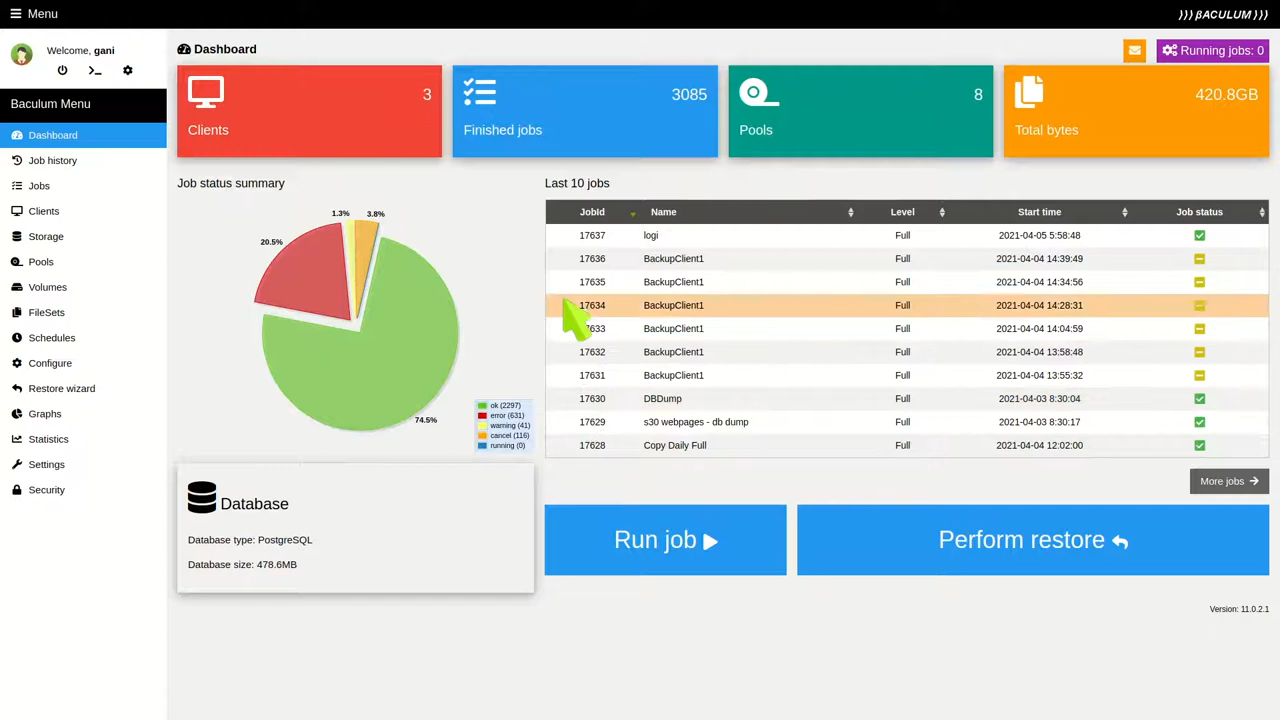 Menu
))) βACULUM )))
Welcome, gani
Baculum Menu
Dashboard
Job history
Jobs
Clients
Storage
Pools
Volumes
FileSets
Schedules
Configure
Restore wizard
Graphs
Statistics
Settings
Security
Dashboard
Running jobs: 0
3
Clients
3085
Finished jobs
8
Pools
420.8GB
Total bytes
Job status summary
1.3%
3.8%
20.5%
74.5%
ok (2297)
error (631)
warning (41)
cancel (116)
running (0)
Last 10 jobs
JobId Name Level Start time Job status
17637 logi Full 2021-04-05 5:58:48
17636 BackupClient1 Full 2021-04-04 14:39:49
17635 BackupClient1 Full 2021-04-04 14:34:56
17634 BackupClient1 Full 2021-04-04 14:28:31
17633 BackupClient1 Full 2021-04-04 14:04:59
17632 BackupClient1 Full 2021-04-04 13:58:48
17631 BackupClient1 Full 2021-04-04 13:55:32
17630 DBDump Full 2021-04-03 8:30:04
17629 s30 webpages - db dump Full 2021-04-03 8:30:17
17628 Copy Daily Full Full 2021-04-04 12:02:00
More jobs
Database
Database type: PostgreSQL
Database size: 478.6MB
Run job
Perform restore
Version: 11.0.2.1